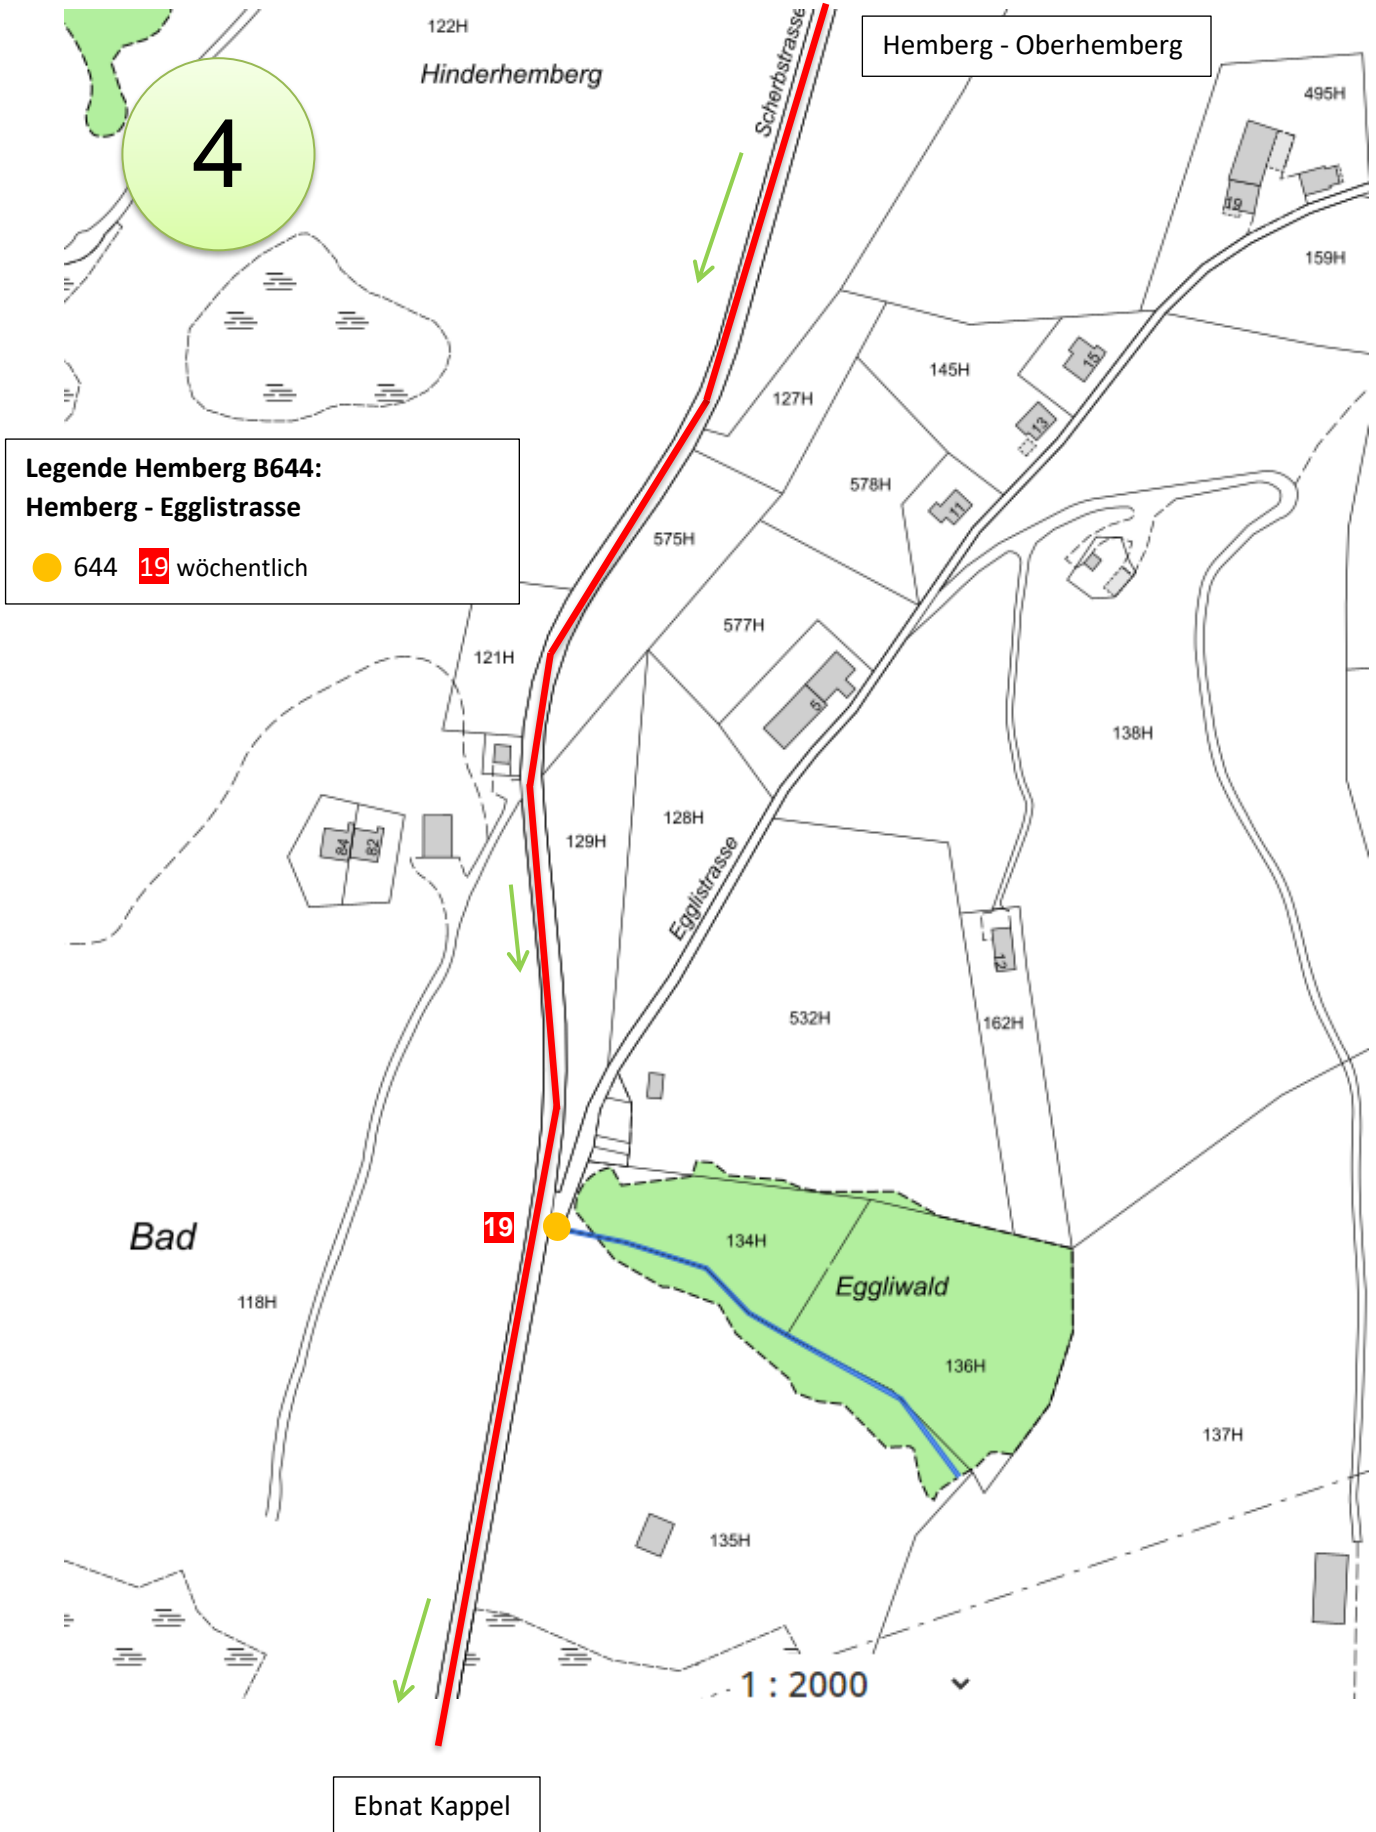 122H
Hinderhemberg
Scherbstrasse
Hemberg - Oberhemberg
495H
4
19
159H
15
145H
127H
13
Legende Hemberg B644:
Hemberg - Egglistrasse
644 19 wöchentlich
578H
11
575H
577H
121H
5
138H
128H
129H
84
82
Egglistrasse
12
532H
162H
19
Bad
134H
Eggliwald
118H
136H
137H
135H
1 : 2000
Ebnat Kappel